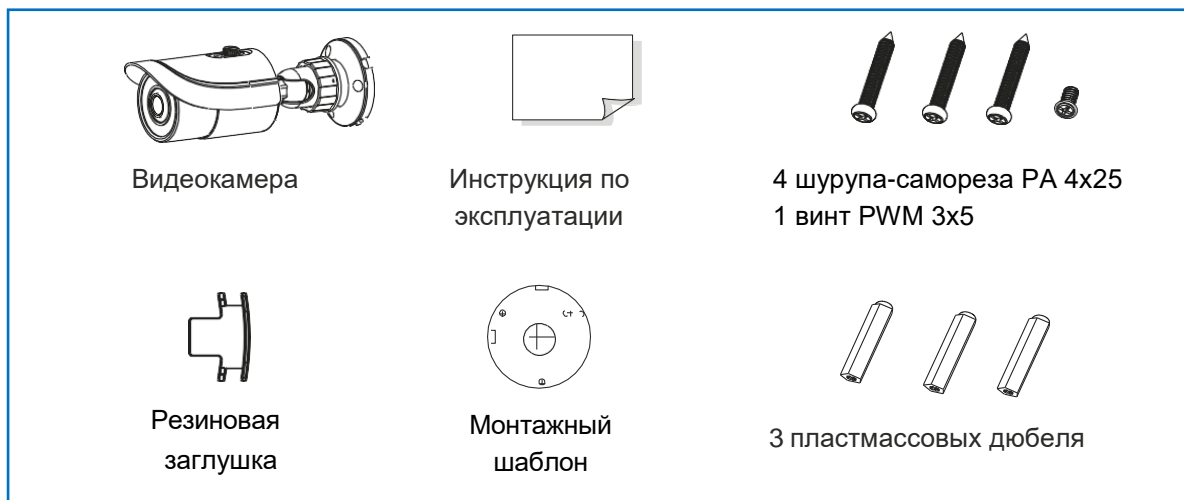 Видеокамера
Инструкция по
эксплуатации
4 шурупа-самореза PA 4x25
1 винт PWM 3x5
Резиновая
заглушка
Монтажный
шаблон
3 пластмассовых дюбеля